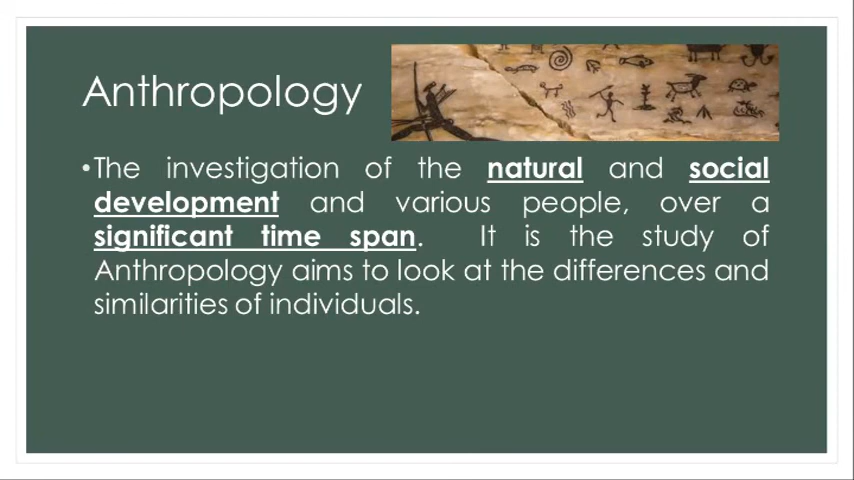 Anthropology
•The investigation of the natural and social
development and various people, over a
significant time span. It is the study of
Anthropology aims to look at the differences and
similarities of individuals.